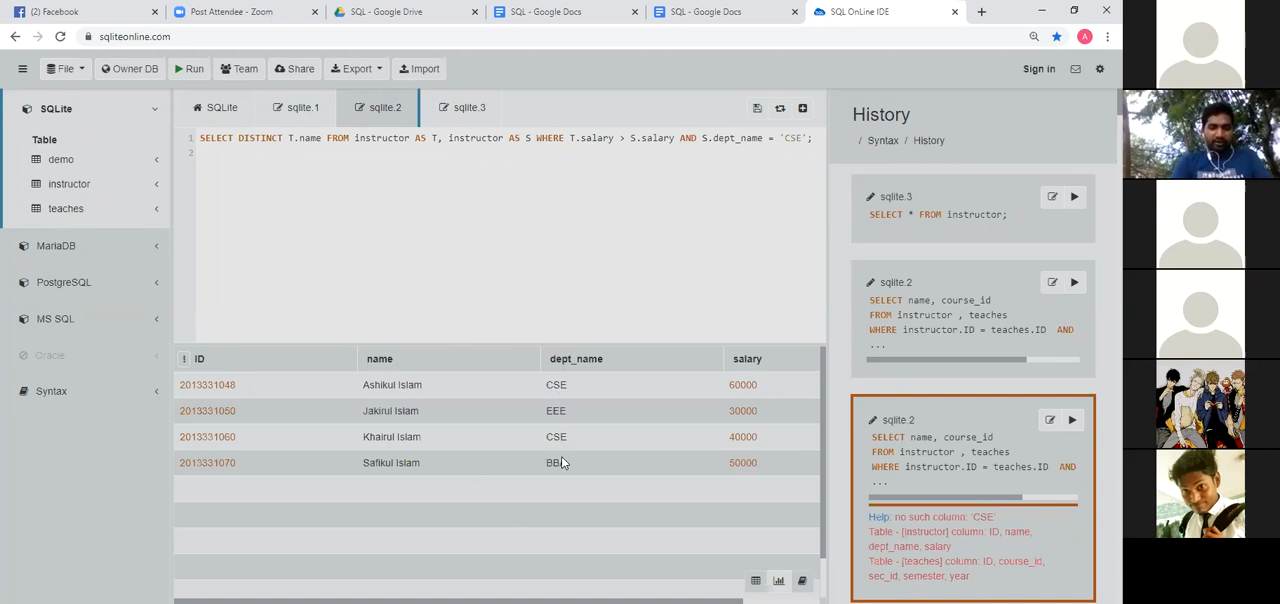 (2) Facebook
Post Attendee - Zoom
SQL - Google Drive
SQL - Google Docs
SQL - Google Docs
SQL OnLine IDE
sqliteonline.com
A
File
Owner DB
Run
Team
Share
Export
Import
Sign in
SQLite
Table
demo
instructor
teaches
MariaDB
PostgreSQL
MS SQL
Oracle
Syntax
SQLite
sqlite.1
sqlite.2
sqlite.3
1 SELECT DISTINCT T.name FROM instructor AS T, instructor AS S WHERE T.salary > S.salary AND S.dept_name = 'CSE';
2
ID name dept_name salary
2013331048 Ashikul Islam CSE 60000
2013331050 Jakirul Islam EEE 30000
2013331060 Khairul Islam CSE 40000
2013331070 Safikul Islam BBA 50000
History
/ Syntax / History
sqlite.3
SELECT * FROM instructor;
sqlite.2
SELECT name, course_id
FROM instructor , teaches
WHERE instructor.ID = teaches.ID AND
...
sqlite.2
SELECT name, course_id
FROM instructor , teaches
WHERE instructor.ID = teaches.ID AND
...
Help: no such column: ‘CSE’
Table - [instructor] column: ID, name,
dept_name, salary
Table - [teaches] column: ID, course_id,
sec_id, semester, year